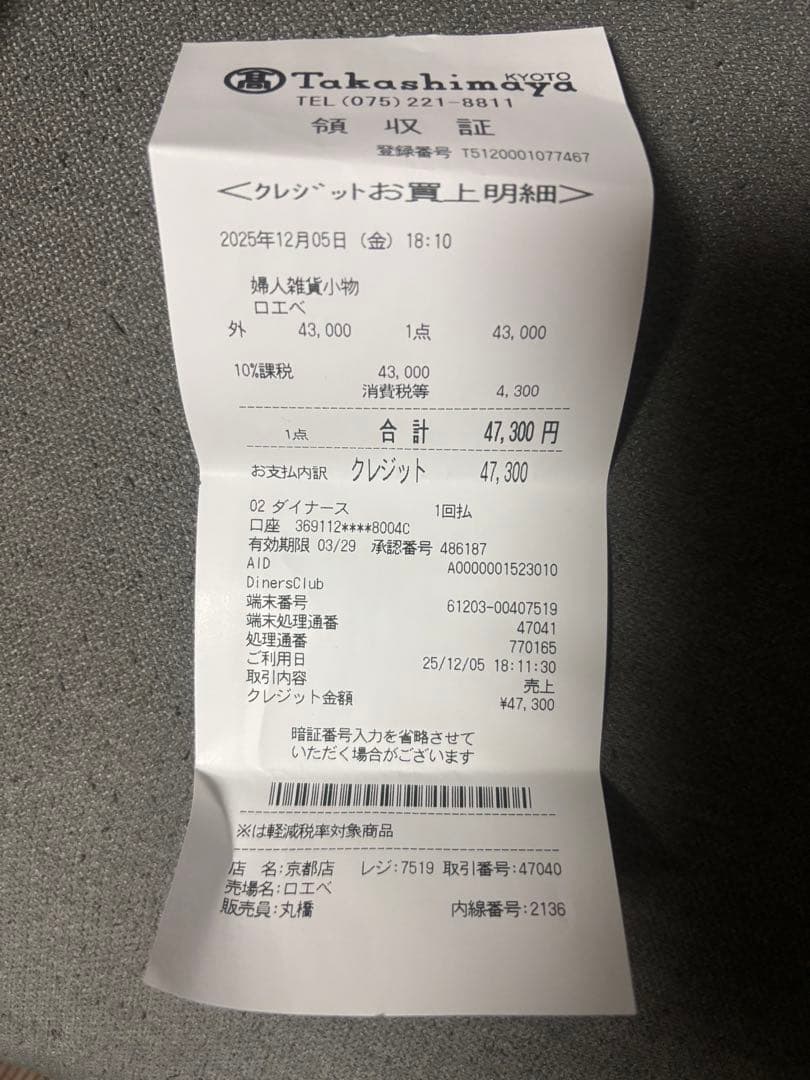 髙 Takashimaya KYOTO
TEL (075) 221-8811
領 収 証
登録番号 T5120001077467
<クレジットお買上明細>
2025年12月05日 (金) 18:10
婦人雑貨小物
ロエベ
外 43,000 1点 43,000
10%課税 43,000
消費税等 4,300
1点 合 計 47,300 円
お支払内訳 クレジット 47,300
02 ダイナース 1回払
口座 369112****8004C
有効期限 03/29 承認番号 486187
AID A0000001523010
DinersClub
端末番号 61203-00407519
端末処理通番 47041
処理通番 770165
ご利用日 25/12/05 18:11:30
取引内容 売上
クレジット金額 ¥47,300
暗証番号入力を省略させて
いただく場合がございます
※は軽減税率対象商品
店 名:京都店 レジ:7519 取引番号:47040
売場名:ロエベ
販売員:丸橋 内線番号:2136